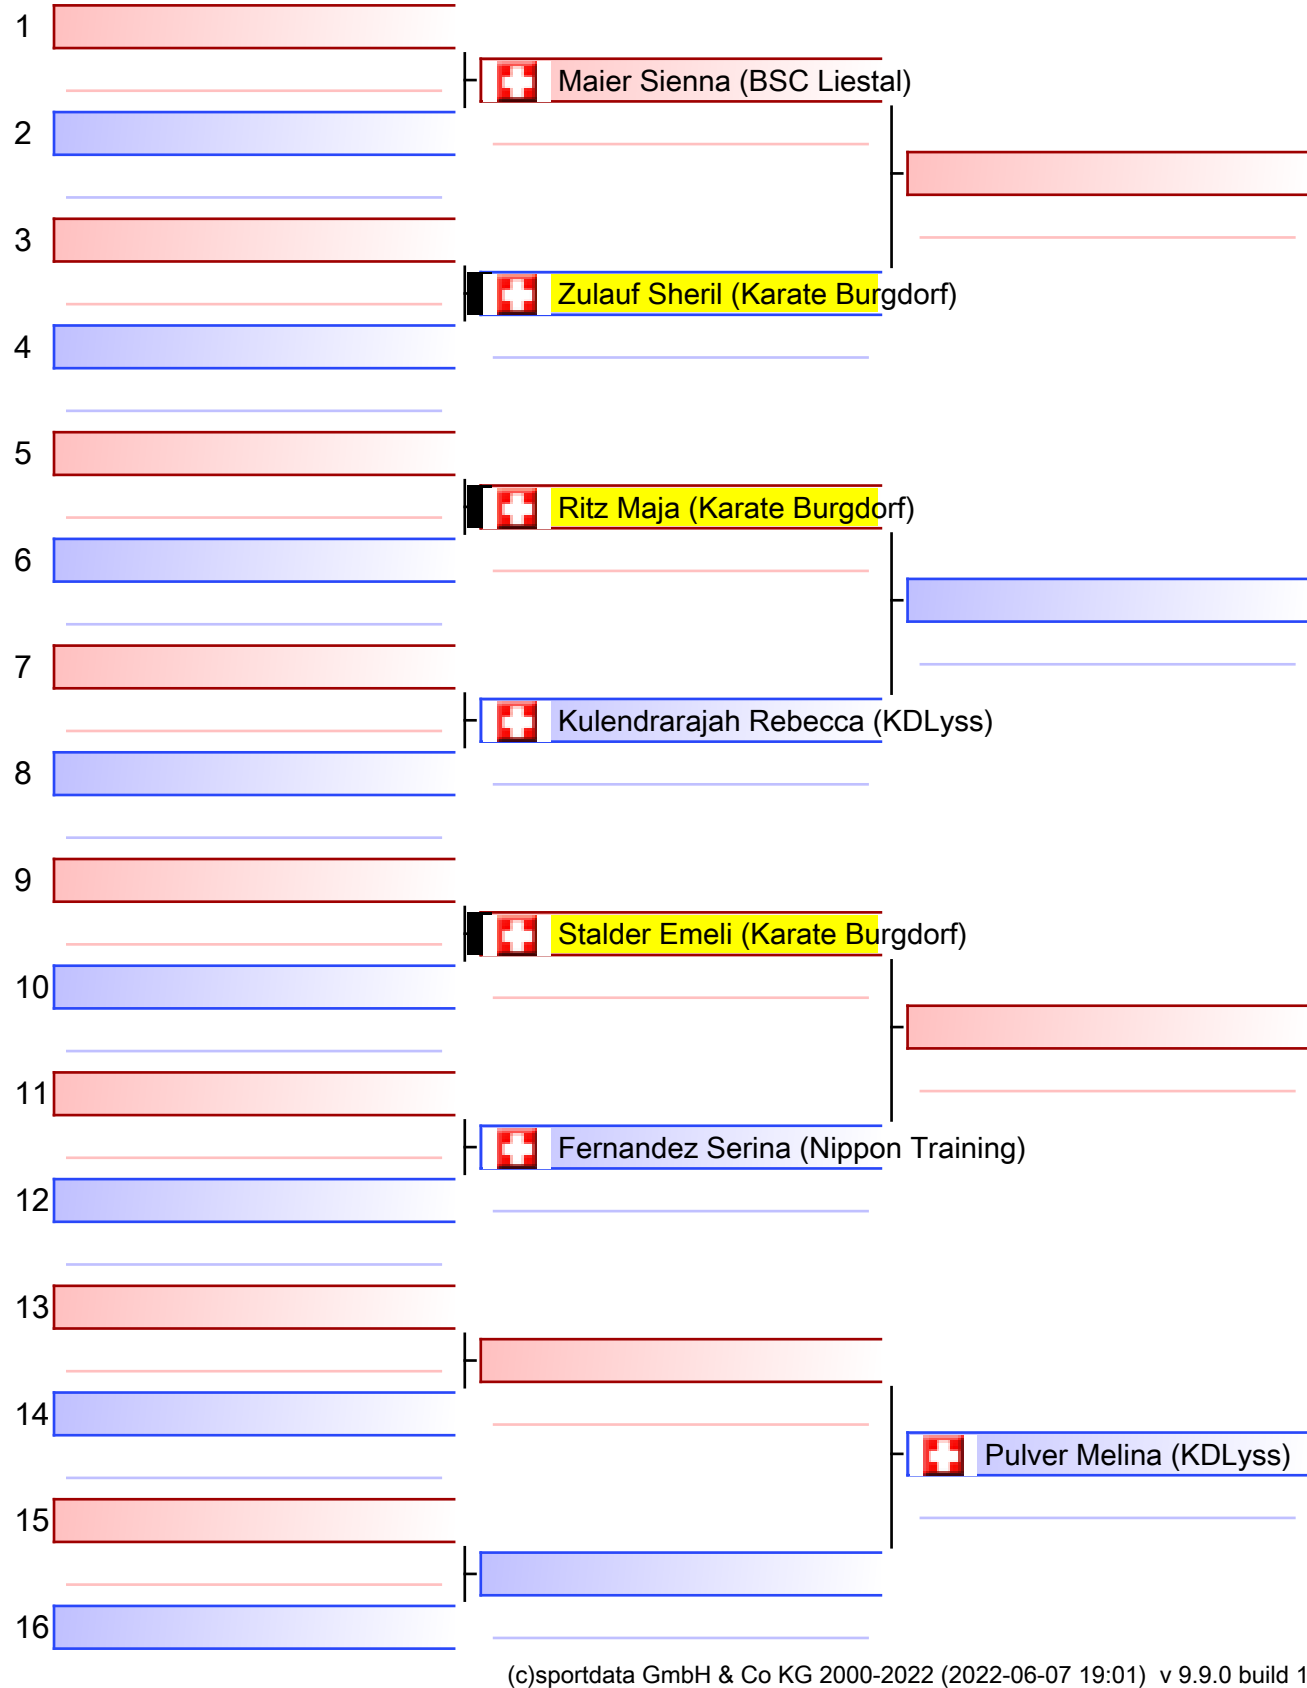 1
Maier Sienna (BSC Liestal)
2
3
Zulauf Sheril (Karate Burgdorf)
4
5
Ritz Maja (Karate Burgdorf)
6
7
Kulendrarajah Rebecca (KDLyss)
8
9
Stalder Emeli (Karate Burgdorf)
10
11
Fernandez Serina (Nippon Training)
12
13
14
Pulver Melina (KDLyss)
15
16
(c)sportdata GmbH & Co KG 2000-2022 (2022-06-07 19:01) v 9.9.0 build 1